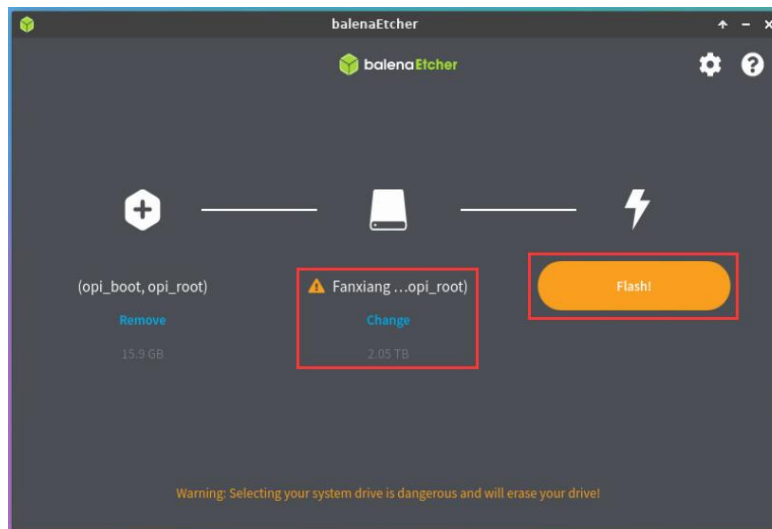 balenaEtcher
balenaEtcher
(opi_boot, opi_root)
Remove
15.9 GB
Fanxiang ...opi_root)
Change
2.05 TB
Flash!
Warning: Selecting your system drive is dangerous and will erase your drive!